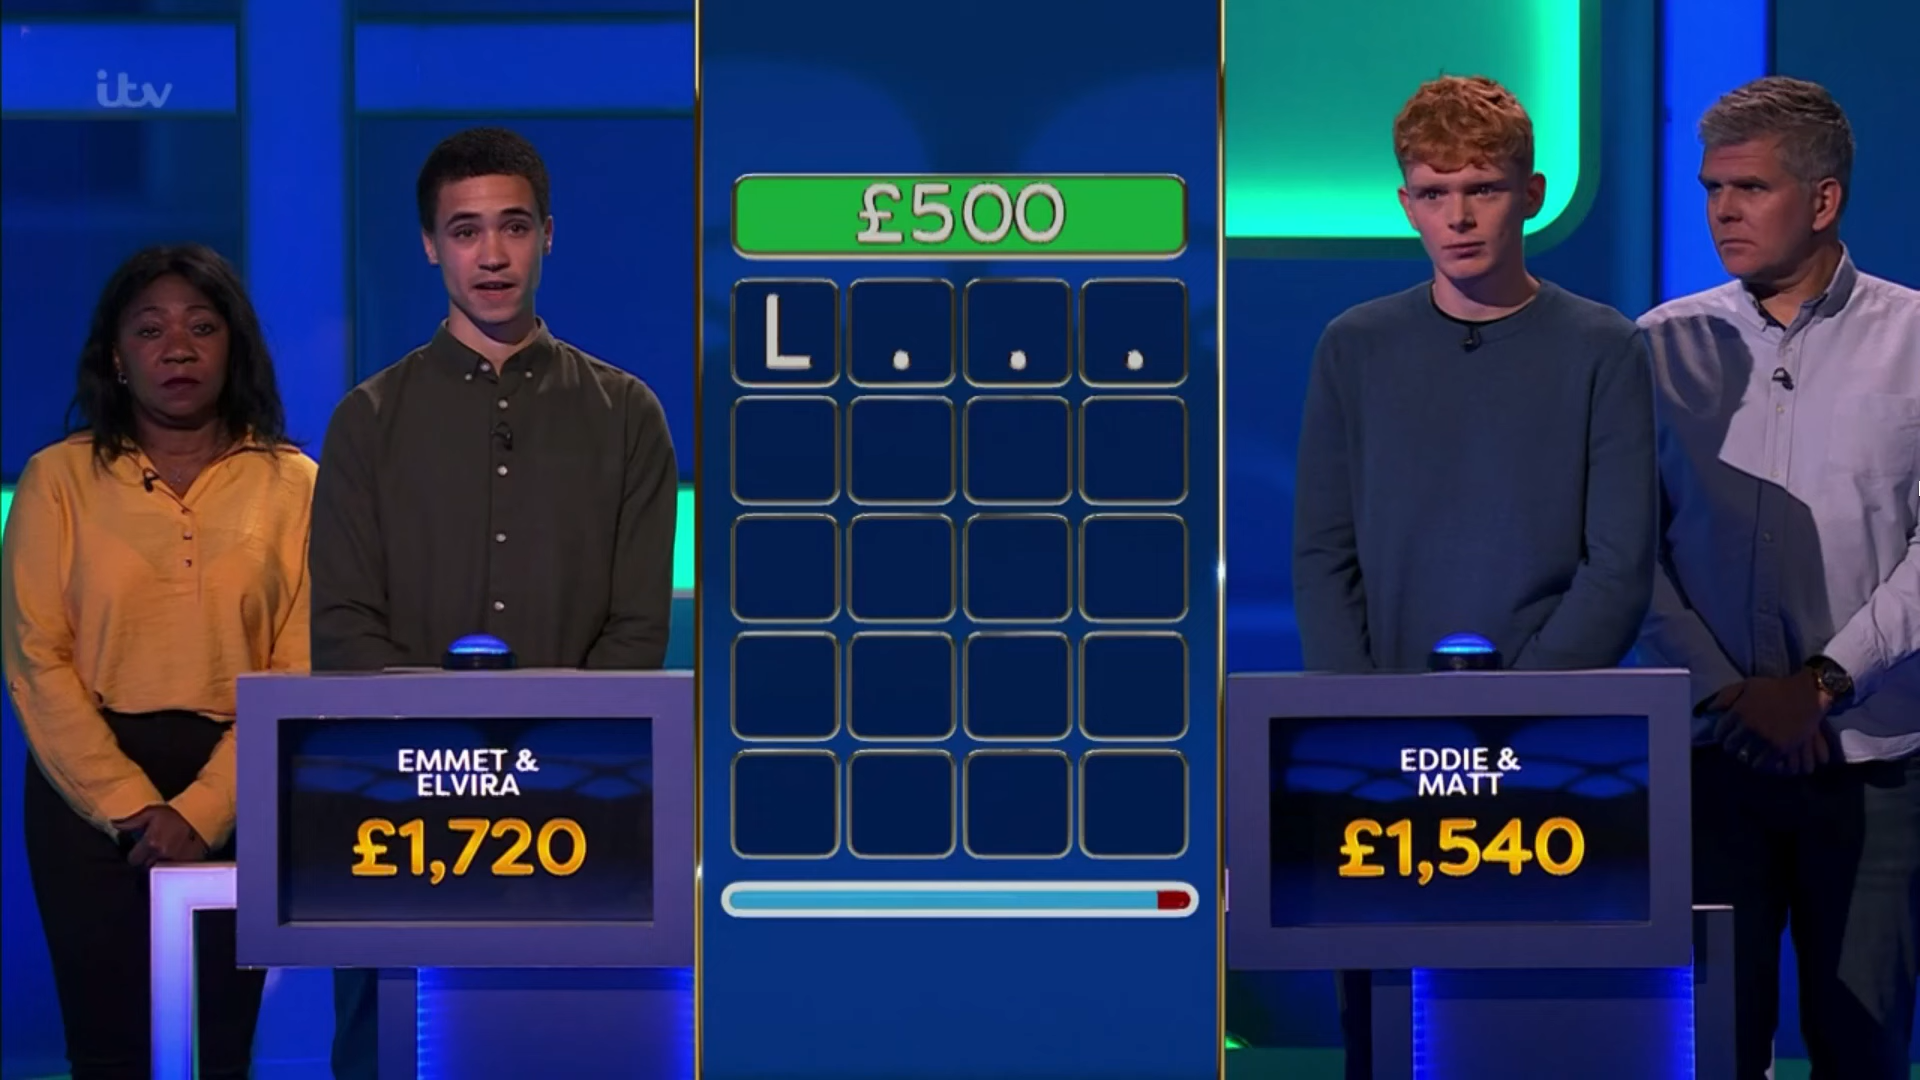 itv
£500
L . . .
EMMET &
ELVIRA
£1,720
EDDIE &
MATT
£1,540